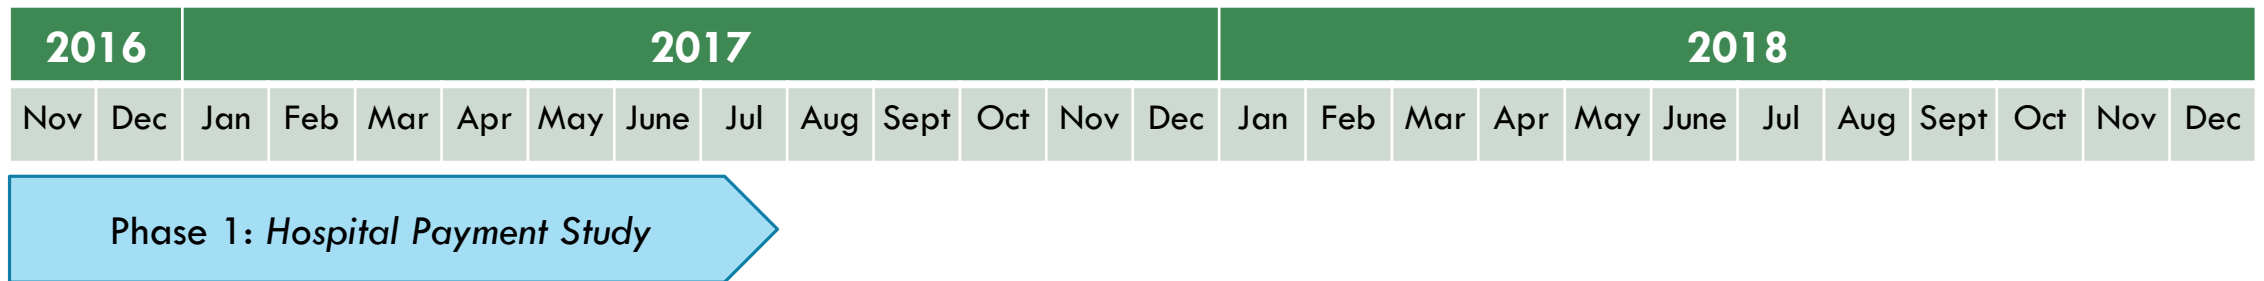 2016 2017 2018
Nov Dec Jan Feb Mar Apr May June Jul Aug Sept Oct Nov Dec Jan Feb Mar Apr May June Jul Aug Sept Oct Nov Dec
Phase 1: Hospital Payment Study